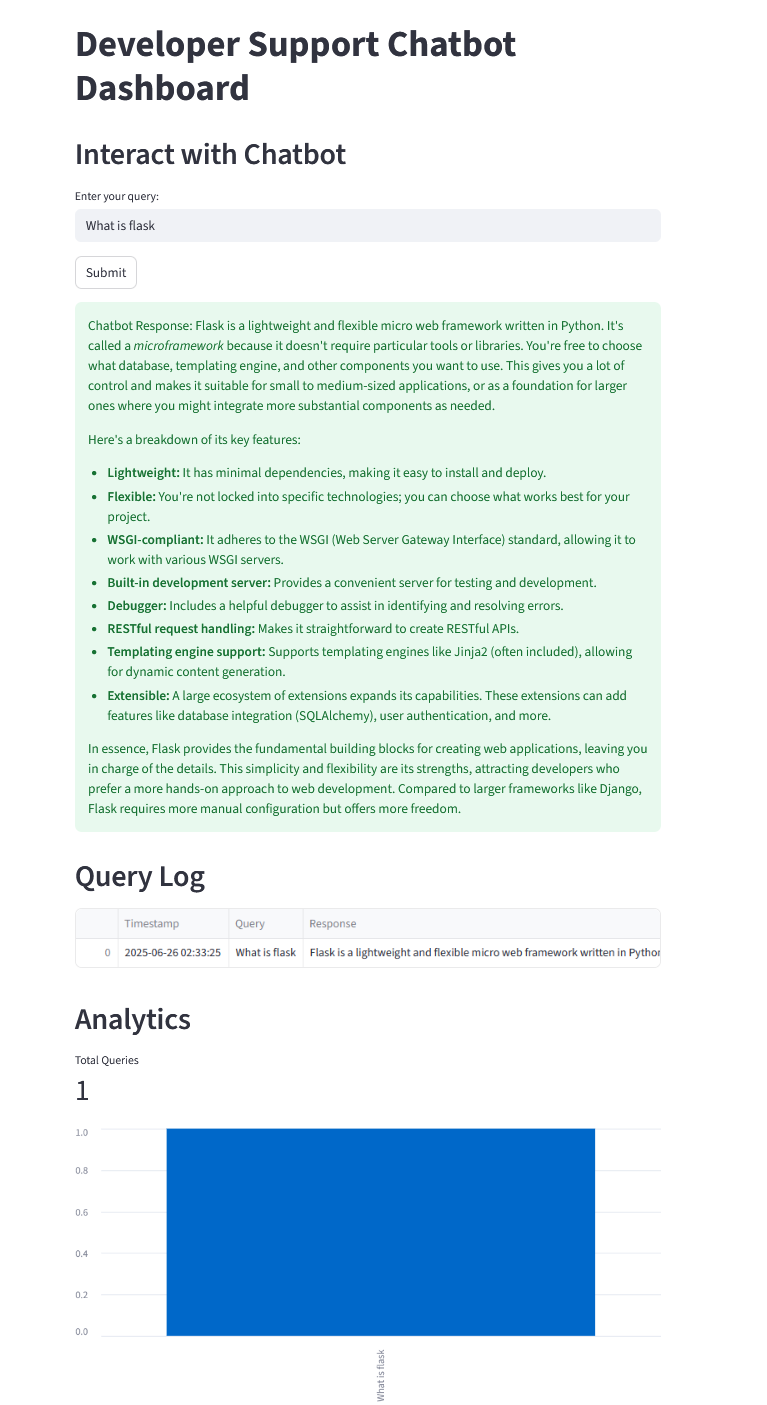 Developer Support Chatbot
Dashboard
Interact with Chatbot
Enter your query:
What is flask
Submit
Chatbot Response: Flask is a lightweight and flexible micro web framework written in Python. It's
called a microframework because it doesn't require particular tools or libraries. You're free to choose
what database, templating engine, and other components you want to use. This gives you a lot of
control and makes it suitable for small to medium-sized applications, or as a foundation for larger
ones where you might integrate more substantial components as needed.
Here's a breakdown of its key features:
• Lightweight: It has minimal dependencies, making it easy to install and deploy.
• Flexible: You're not locked into specific technologies; you can choose what works best for your
project.
• WSGI-compliant: It adheres to the WSGI (Web Server Gateway Interface) standard, allowing it to
work with various WSGI servers.
• Built-in development server: Provides a convenient server for testing and development.
• Debugger: Includes a helpful debugger to assist in identifying and resolving errors.
• RESTful request handling: Makes it straightforward to create RESTful APIs.
• Templating engine support: Supports templating engines like Jinja2 (often included), allowing
for dynamic content generation.
• Extensible: A large ecosystem of extensions expands its capabilities. These extensions can add
features like database integration (SQLAlchemy), user authentication, and more.
In essence, Flask provides the fundamental building blocks for creating web applications, leaving you
in charge of the details. This simplicity and flexibility are its strengths, attracting developers who
prefer a more hands-on approach to web development. Compared to larger frameworks like Django,
Flask requires more manual configuration but offers more freedom.
Query Log
Timestamp Query Response
0 2025-06-26 02:33:25 What is flask Flask is a lightweight and flexible micro web framework written in Python
Analytics
Total Queries
1
1.0
0.8
0.6
0.4
0.2
0.0
What is flask